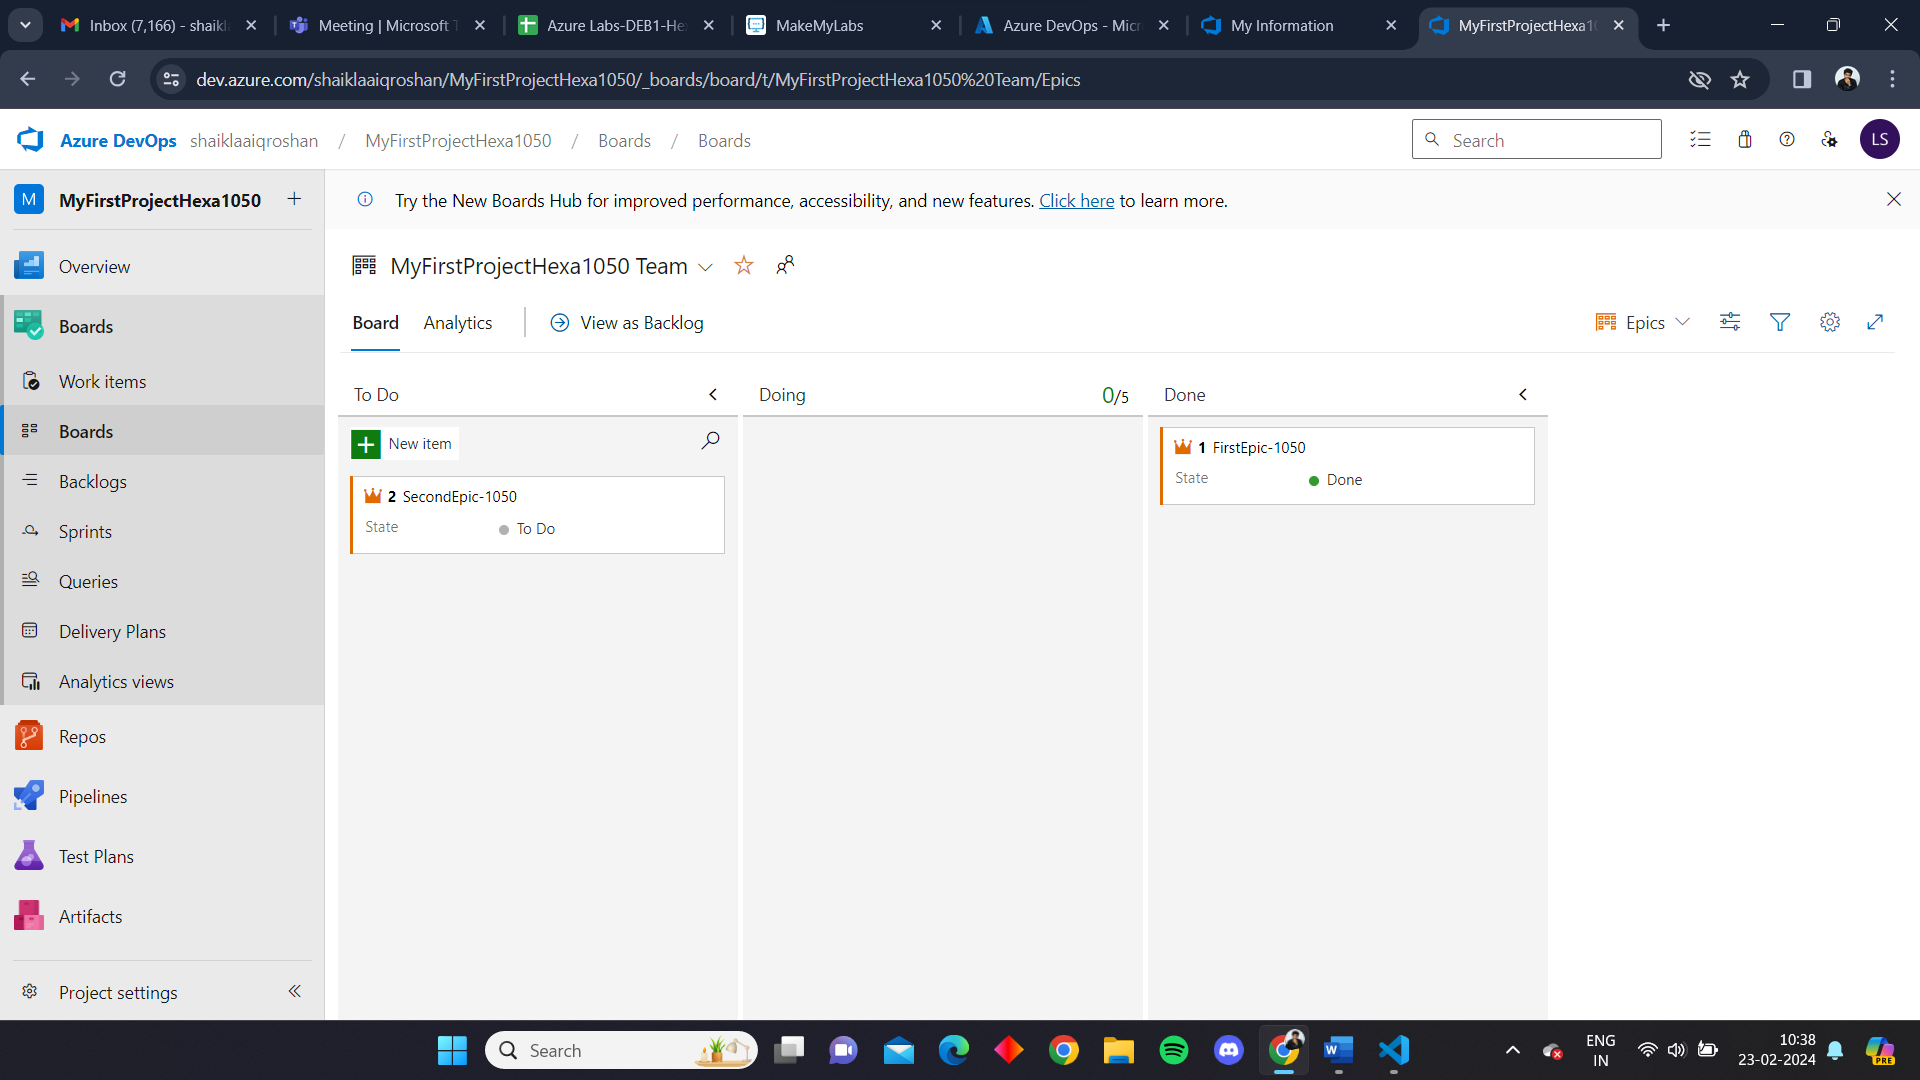 Inbox (7,166) - shaikl
Meeting | Microsoft T
Azure Labs-DEB1-He
MakeMyLabs
Azure DevOps - Micr
My Information
MyFirstProjectHexa10
dev.azure.com/shaiklaaiqroshan/MyFirstProjectHexa1050/_boards/board/t/MyFirstProjectHexa1050%20Team/Epics
Azure DevOps shaiklaaiqroshan / MyFirstProjectHexa1050 / Boards / Boards
Search
LS
M MyFirstProjectHexa1050
Overview
Boards
Work items
Boards
Backlogs
Sprints
Queries
Delivery Plans
Analytics views
Repos
Pipelines
Test Plans
Artifacts
Project settings
Try the New Boards Hub for improved performance, accessibility, and new features. Click here to learn more.
MyFirstProjectHexa1050 Team
Board Analytics View as Backlog
Epics
To Do
New item
2 SecondEpic-1050
State To Do
Doing 0/5
Done
1 FirstEpic-1050
State Done
Search
ENG
IN
10:38
23-02-2024
PRE